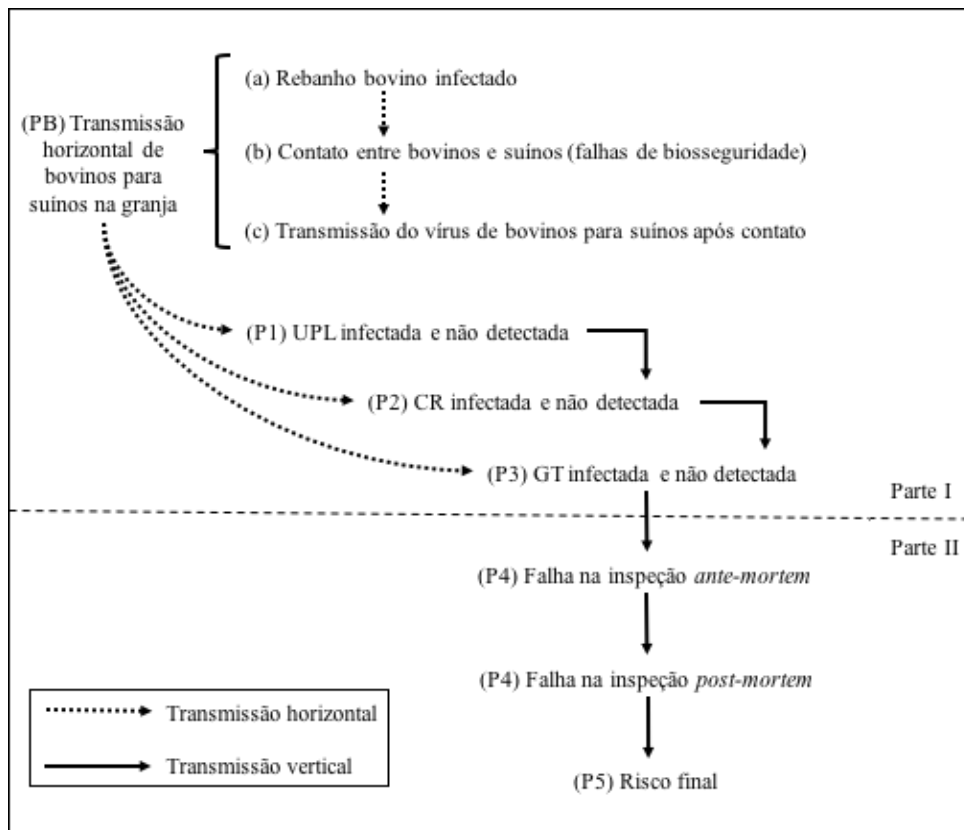 (a) Rebanho bovino infectado
(PB) Transmissão
horizontal de
bovinos para
suínos na granja
(b) Contato entre bovinos e suínos (falhas de biosseguridade)
(c) Transmissão do vírus de bovinos para suínos após contato
(P1) UPL infectada e não detectada
(P2) CR infectada e não detectada
(P3) GT infectada e não detectada
Parte I
Parte II
(P4) Falha na inspeção ante-mortem
(P4) Falha na inspeção post-mortem
(P5) Risco final
Transmissão horizontal
Transmissão vertical